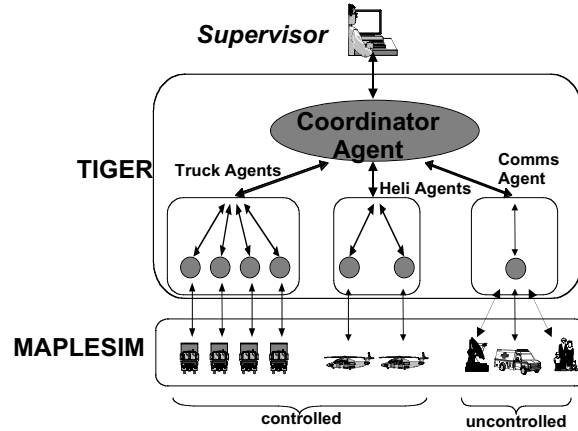 Supervisor
Coordinator
Agent
Truck Agents
Comms
Agent
Heli Agents
TIGER
MAPLESIM
controlled
uncontrolled